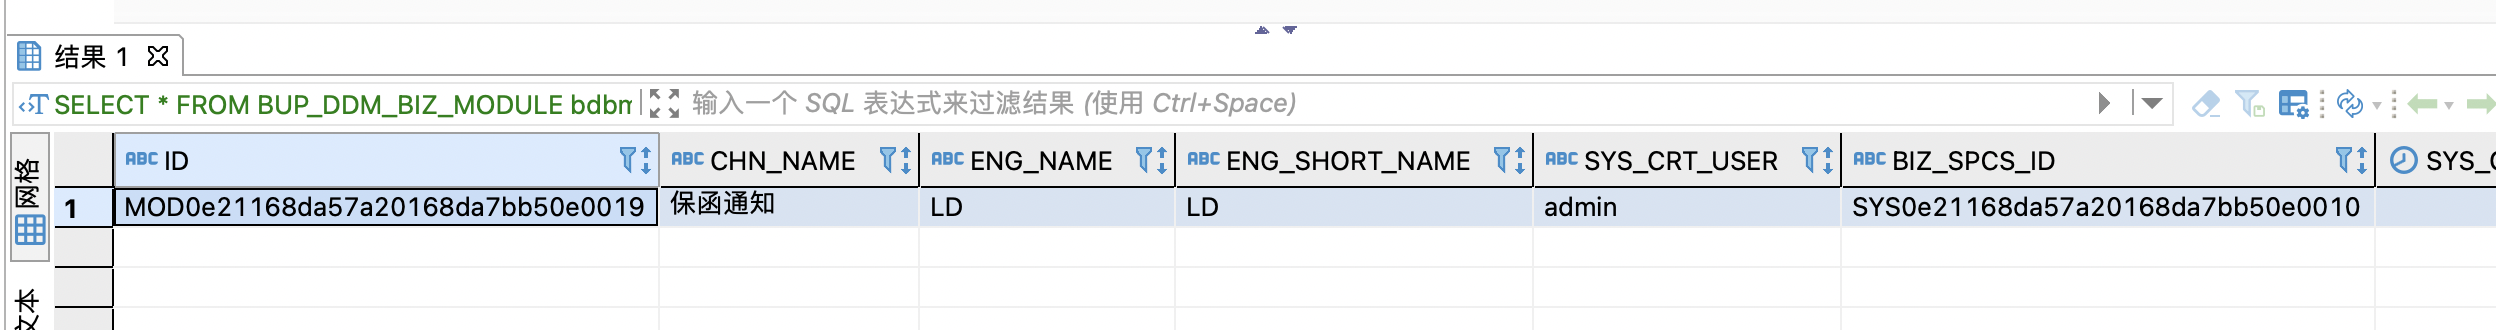 结果 1
SELECT * FROM BUP_DDM_BIZ_MODULE bdbm
输入一个 SQL 表达式来过滤结果 (使用 Ctrl+Space)
网格
文本
ABC ID ABC CHN_NAME ABC ENG_NAME ABC ENG_SHORT_NAME ABC SYS_CRT_USER ABC BIZ_SPCS_ID SYS_C
1 MOD0e21168da57a20168da7bb50e0019 保函通知 LD LD admin SYS0e21168da57a20168da7bb50e0010